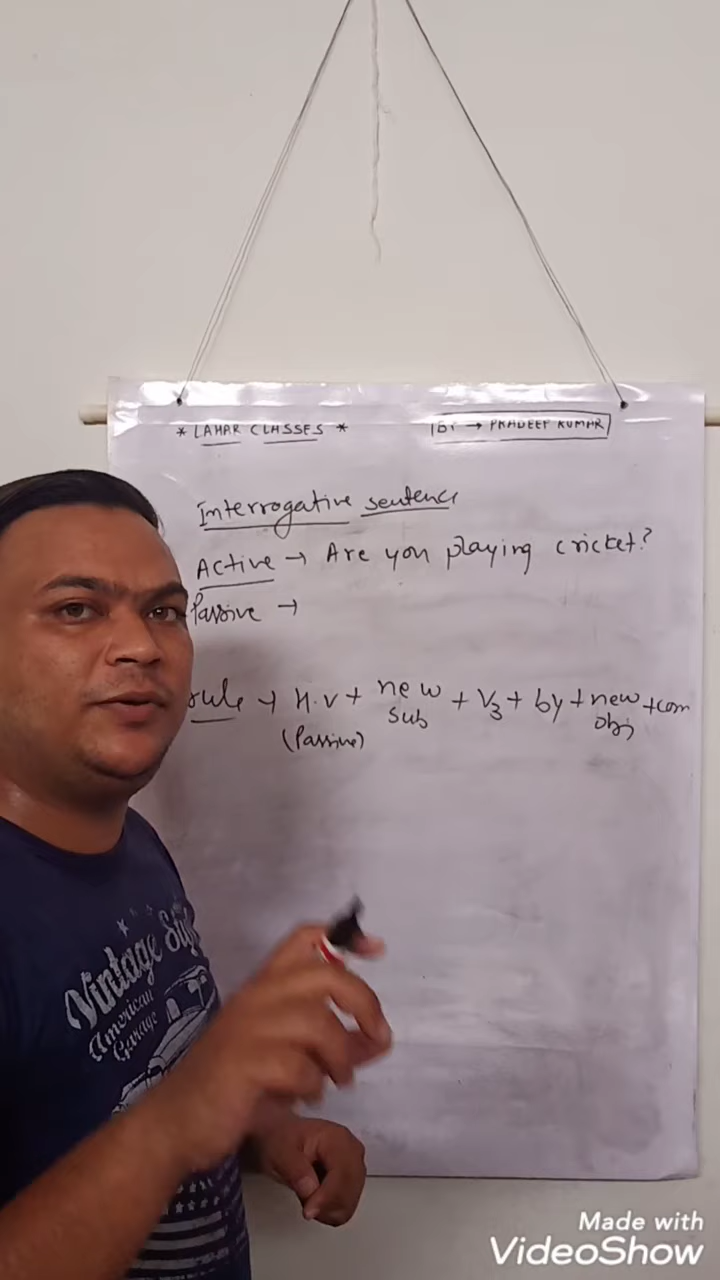 * LAHAR CLASSES *
BY → PRADEEP KUMAR
Interrogative sentence
Active → Are you playing cricket?
Passive →
rule → H.V + new + V3 + by + new + com
(Passive) Sub obj
Vintage Style
American
Garage
Made with
VideoShow